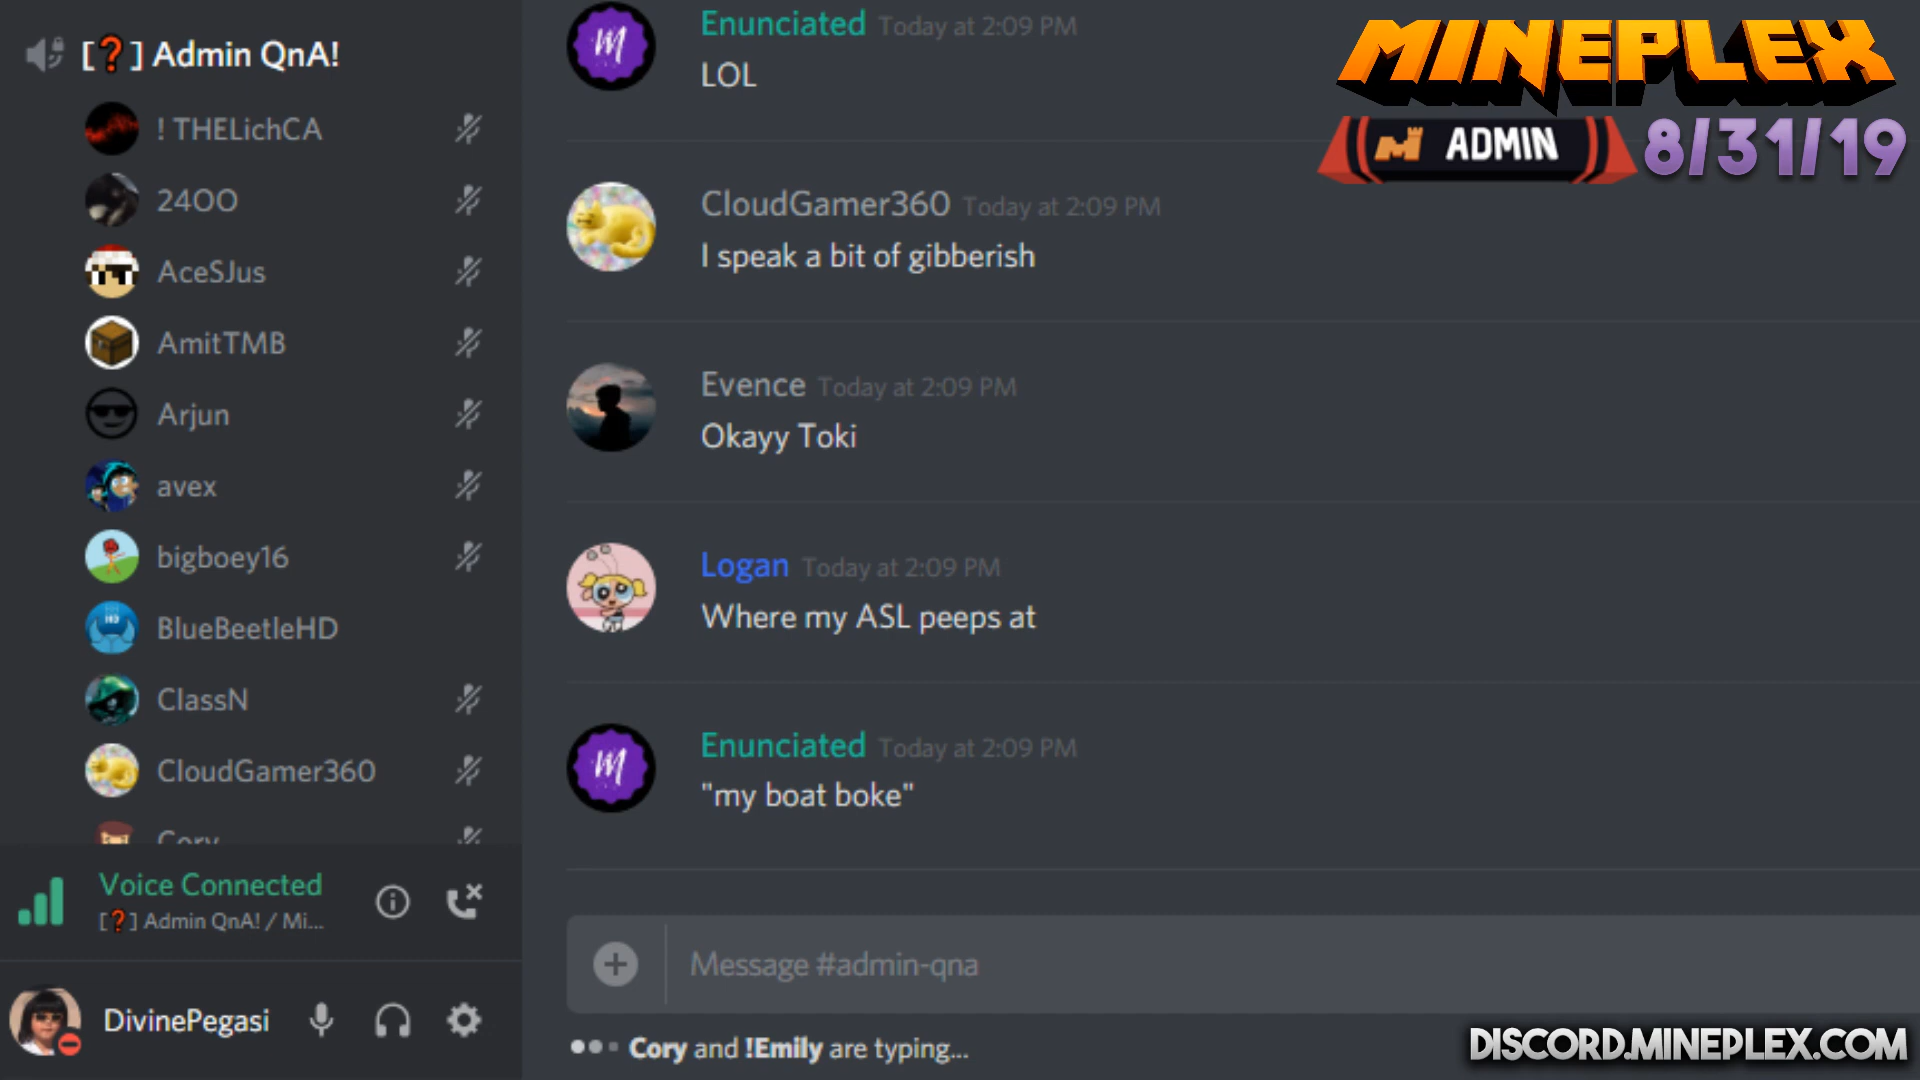 [❓] Admin QnA!
! THELichCA
24OO
AceSJus
AmitTMB
Arjun
avex
bigboey16
BlueBeetleHD
ClassN
CloudGamer360
Cory
Voice Connected
[❓] Admin QnA! / Mi...
DivinePegasi
Enunciated Today at 2:09 PM
LOL
CloudGamer360 Today at 2:09 PM
I speak a bit of gibberish
Evence Today at 2:09 PM
Okayy Toki
Logan Today at 2:09 PM
Where my ASL peeps at
Enunciated Today at 2:09 PM
"my boat boke"
Message #admin-qna
Cory and !Emily are typing...
MINEPLEX
ADMIN 8/31/19
DISCORD.MINEPLEX.COM